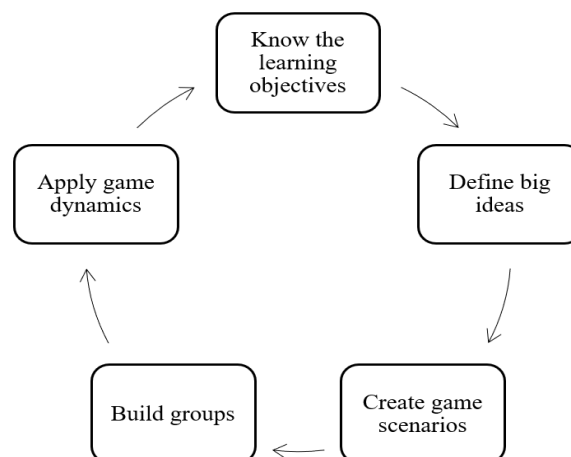 Know the
learning
objectives
Define big
ideas
Create game
scenarios
Build groups
Apply game
dynamics